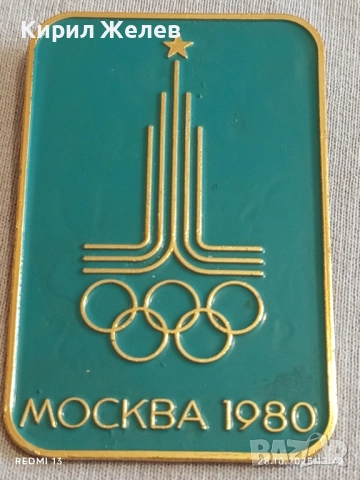 Кирил Желев
МОСКВА 1980
REDMI 13